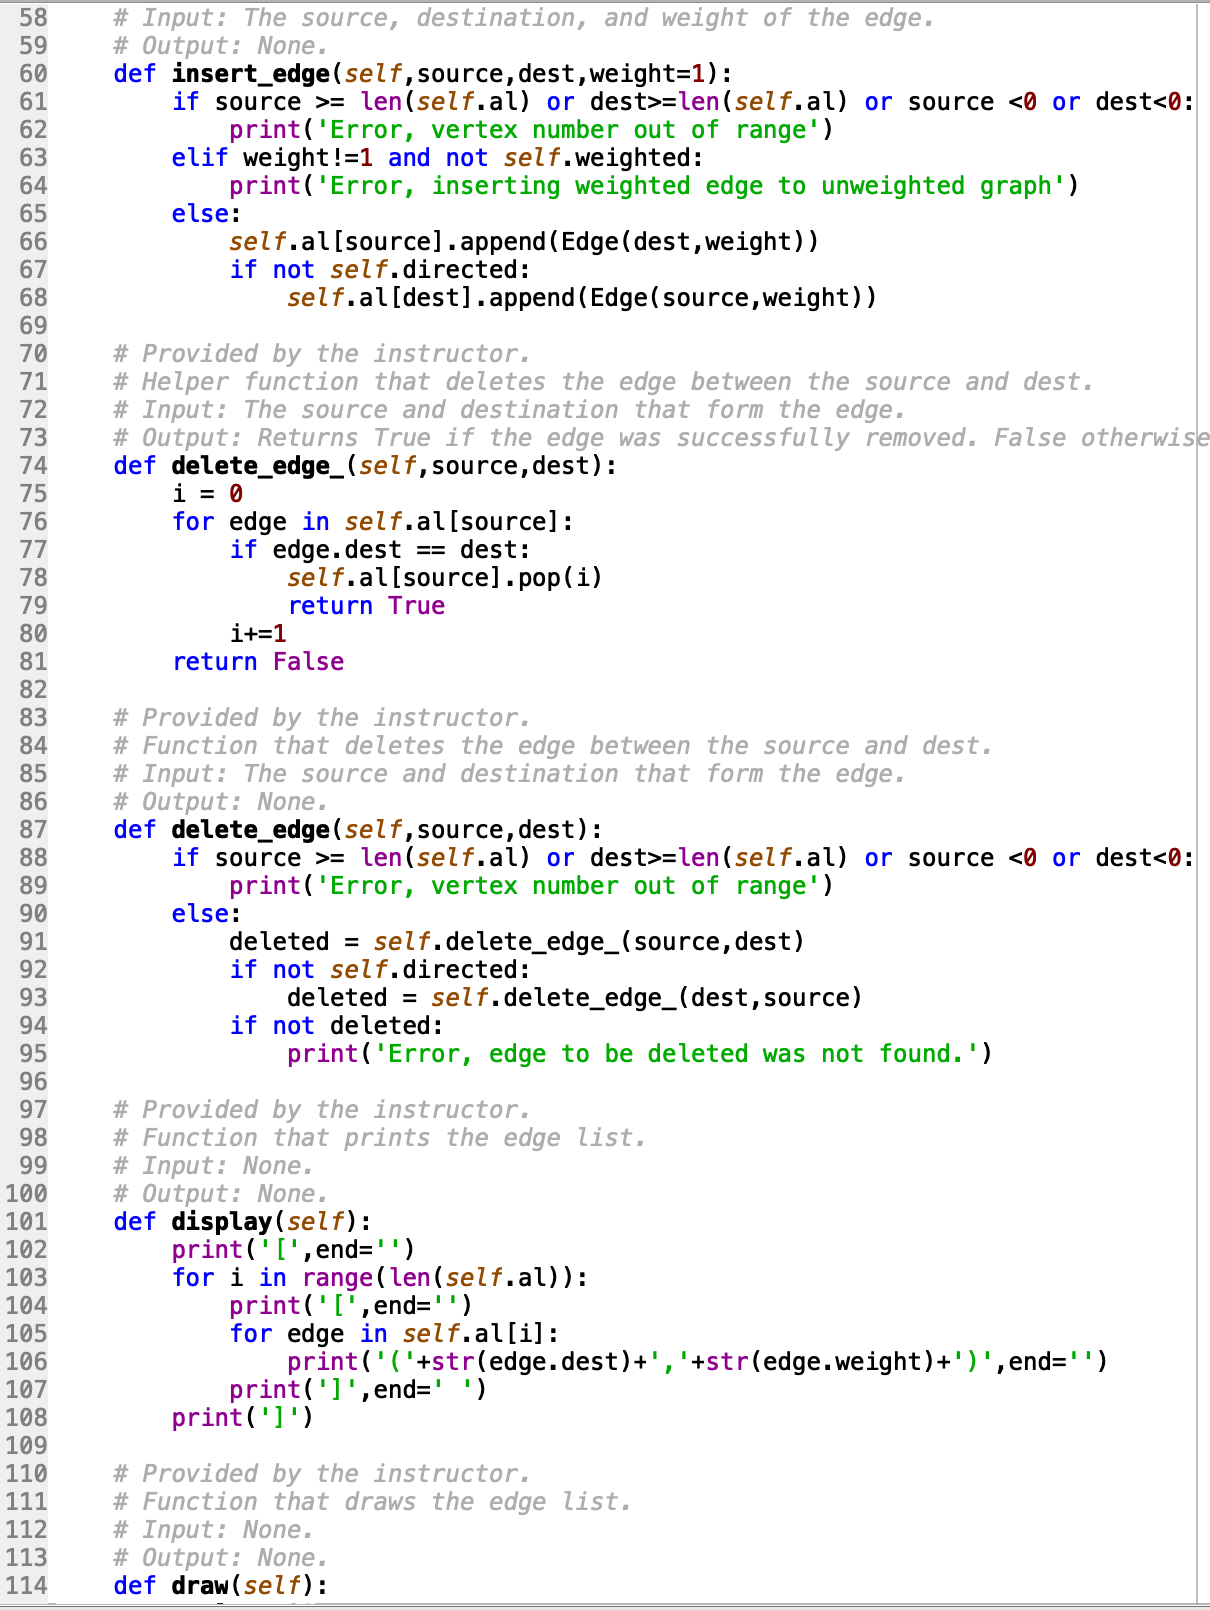 58     # Input: The source, destination, and weight of the edge.
59     # Output: None.
60     def insert_edge(self,source,dest,weight=1):
61         if source >= len(self.al) or dest>=len(self.al) or source <0 or dest<0:
62             print('Error, vertex number out of range')
63         elif weight!=1 and not self.weighted:
64             print('Error, inserting weighted edge to unweighted graph')
65         else:
66             self.al[source].append(Edge(dest,weight))
67             if not self.directed:
68                 self.al[dest].append(Edge(source,weight))
69
70     # Provided by the instructor.
71     # Helper function that deletes the edge between the source and dest.
72     # Input: The source and destination that form the edge.
73     # Output: Returns True if the edge was successfully removed. False otherwise
74     def delete_edge_(self,source,dest):
75         i = 0
76         for edge in self.al[source]:
77             if edge.dest == dest:
78                 self.al[source].pop(i)
79                 return True
80             i+=1
81         return False
82
83     # Provided by the instructor.
84     # Function that deletes the edge between the source and dest.
85     # Input: The source and destination that form the edge.
86     # Output: None.
87     def delete_edge(self,source,dest):
88         if source >= len(self.al) or dest>=len(self.al) or source <0 or dest<0:
89             print('Error, vertex number out of range')
90         else:
91             deleted = self.delete_edge_(source,dest)
92             if not self.directed:
93                 deleted = self.delete_edge_(dest,source)
94             if not deleted:
95                 print('Error, edge to be deleted was not found.')
96
97     # Provided by the instructor.
98     # Function that prints the edge list.
99     # Input: None.
100     # Output: None.
101     def display(self):
102         print('[',end='')
103         for i in range(len(self.al)):
104             print('[',end='')
105             for edge in self.al[i]:
106                 print('('+str(edge.dest)+','+str(edge.weight)+')',end='')
107             print(']',end=' ')
108         print(']')
109
110     # Provided by the instructor.
111     # Function that draws the edge list.
112     # Input: None.
113     # Output: None.
114     def draw(self):